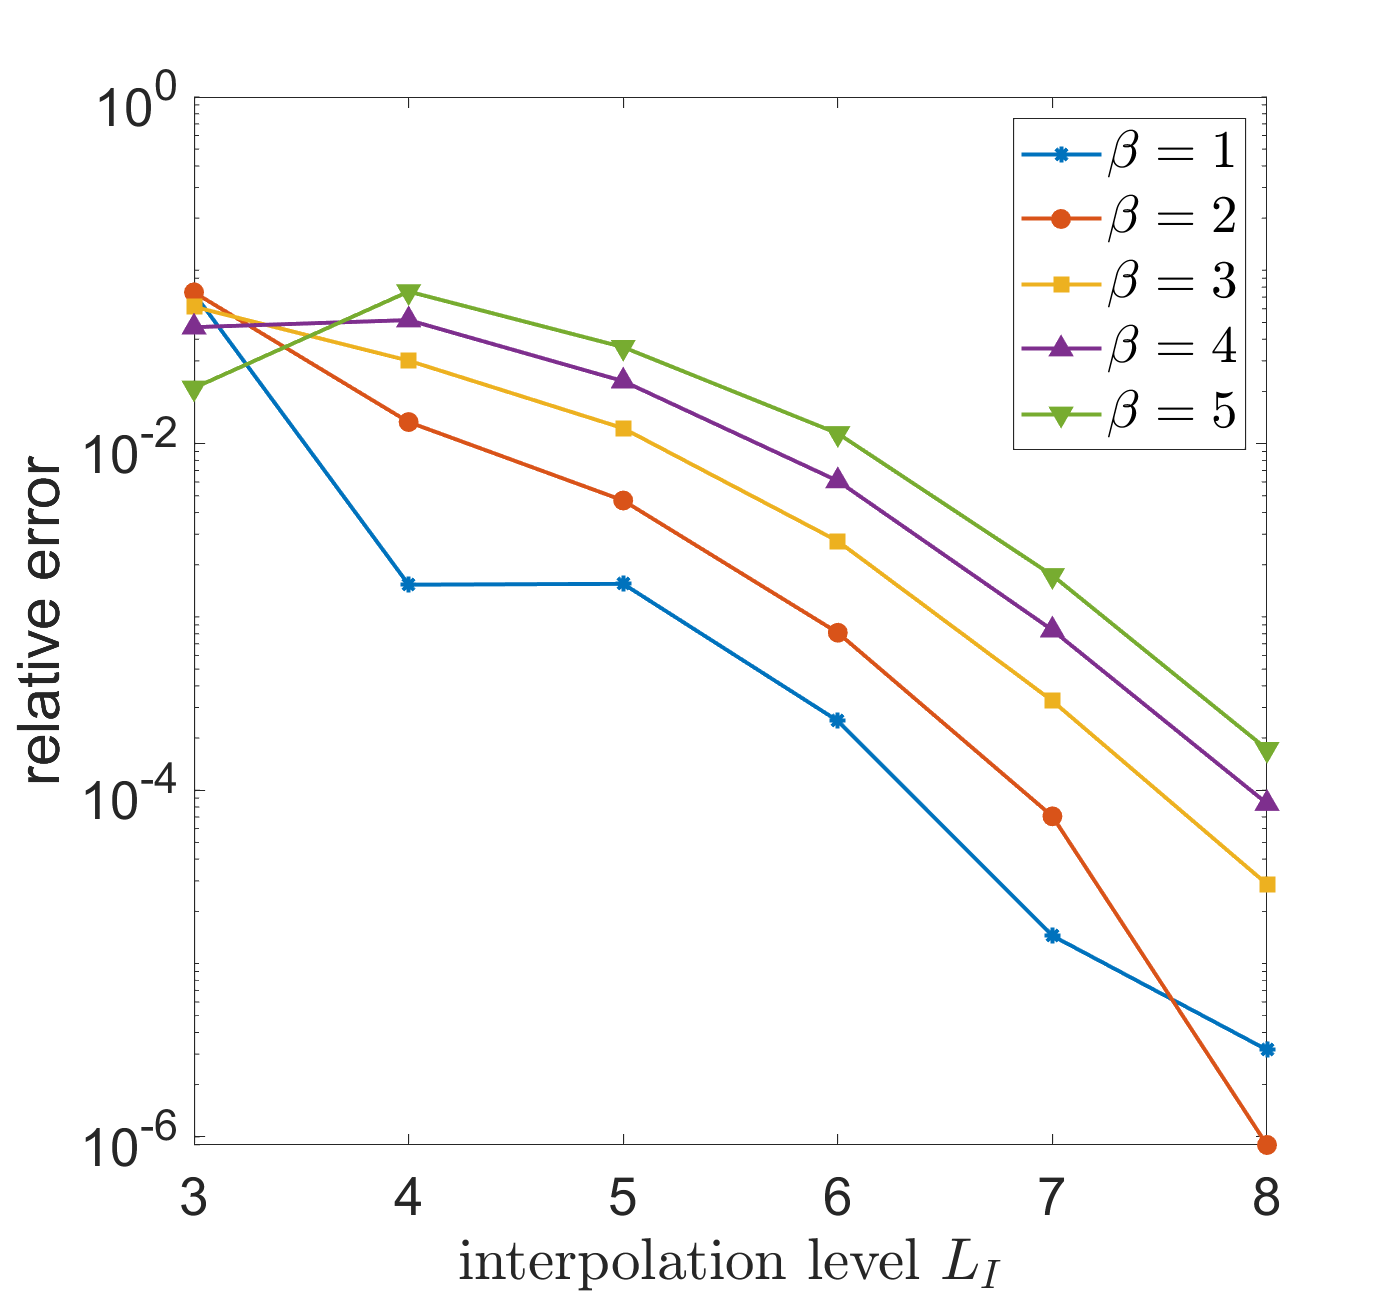 10^0
10^-2
10^-4
10^-6
relative error
3 4 5 6 7 8
interpolation level L_I
β = 1
β = 2
β = 3
β = 4
β = 5